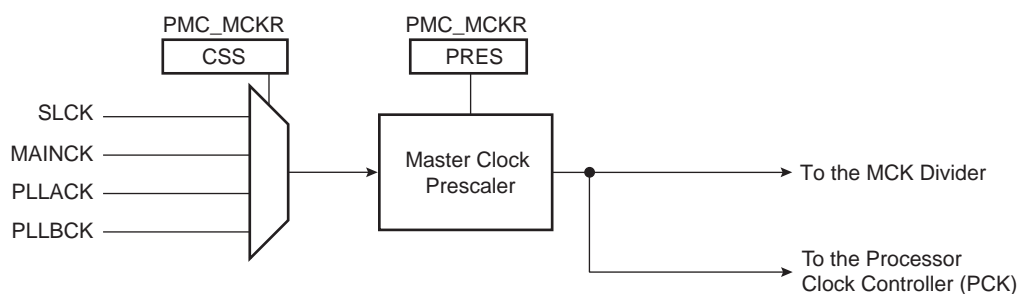 PMC_MCKR
PMC_MCKR
CSS
PRES
SLCK
MAINCK
PLLACK
PLLBCK
Master Clock
Prescaler
To the MCK Divider
To the Processor
Clock Controller (PCK)